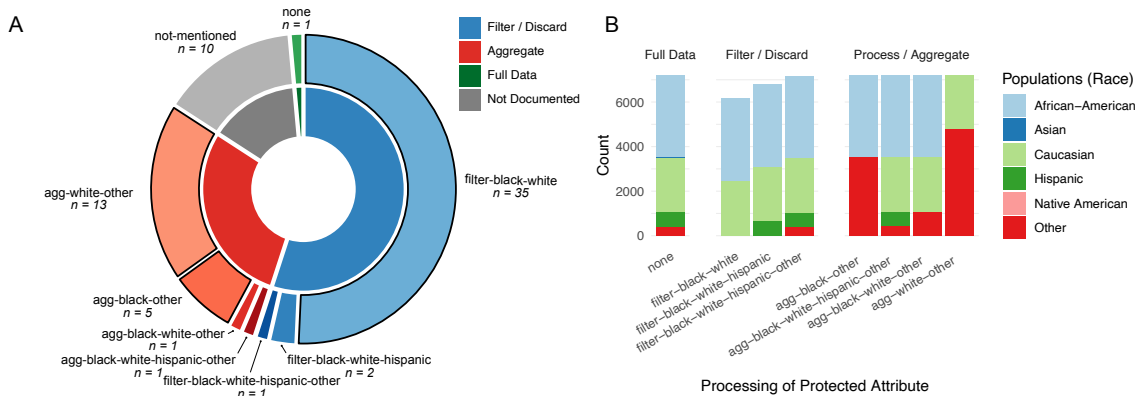 A
none
n = 1
not-mentioned
n = 10
Filter / Discard
Aggregate
Full Data
Not Documented
filter-black-white
n = 35
agg-white-other
n = 13
agg-black-other
n = 5
agg-black-white-other
n = 1
agg-black-white-hispanic-other
n = 1
filter-black-white-hispanic-other
n = 1
filter-black-white-hispanic
n = 2
B
Full Data
Filter / Discard
Process / Aggregate
Count
6000
4000
2000
0
none
filter−black−white
filter−black−white−hispanic
filter−black−white−hispanic−other
agg−black−other
agg−black−white−hispanic−other
agg−black−white−other
agg−white−other
Processing of Protected Attribute
Populations (Race)
African−American
Asian
Caucasian
Hispanic
Native American
Other